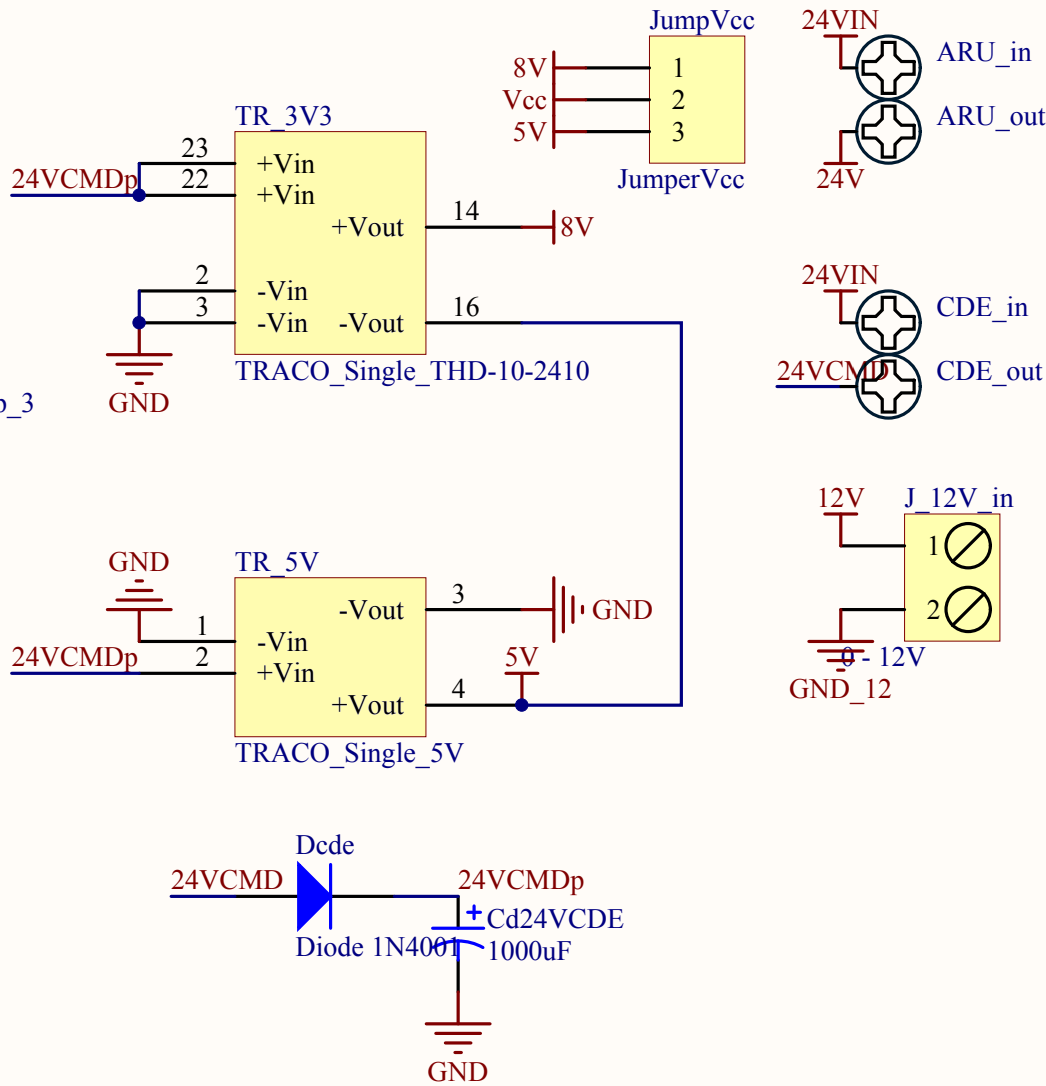 JumpVcc
8V 1
Vcc 2
5V 3
JumperVcc
24VIN
ARU_in
ARU_out
24V
TR_3V3
24VCMDp
23 +Vin
22 +Vin
+Vout 14 8V
2 -Vin
3 -Vin
-Vout 16
GND
TRACO_Single_THD-10-2410
p_3
24VIN
CDE_in
24VCMD
CDE_out
12V
J_12V_in
1
2
0 - 12V
GND_12
GND
TR_5V
-Vout 3 GND
1 -Vin
24VCMDp
2 +Vin
5V
+Vout 4
TRACO_Single_5V
Dcde
24VCMD
24VCMDp
+
Cd24VCDE
Diode 1N4001
1000uF
GND